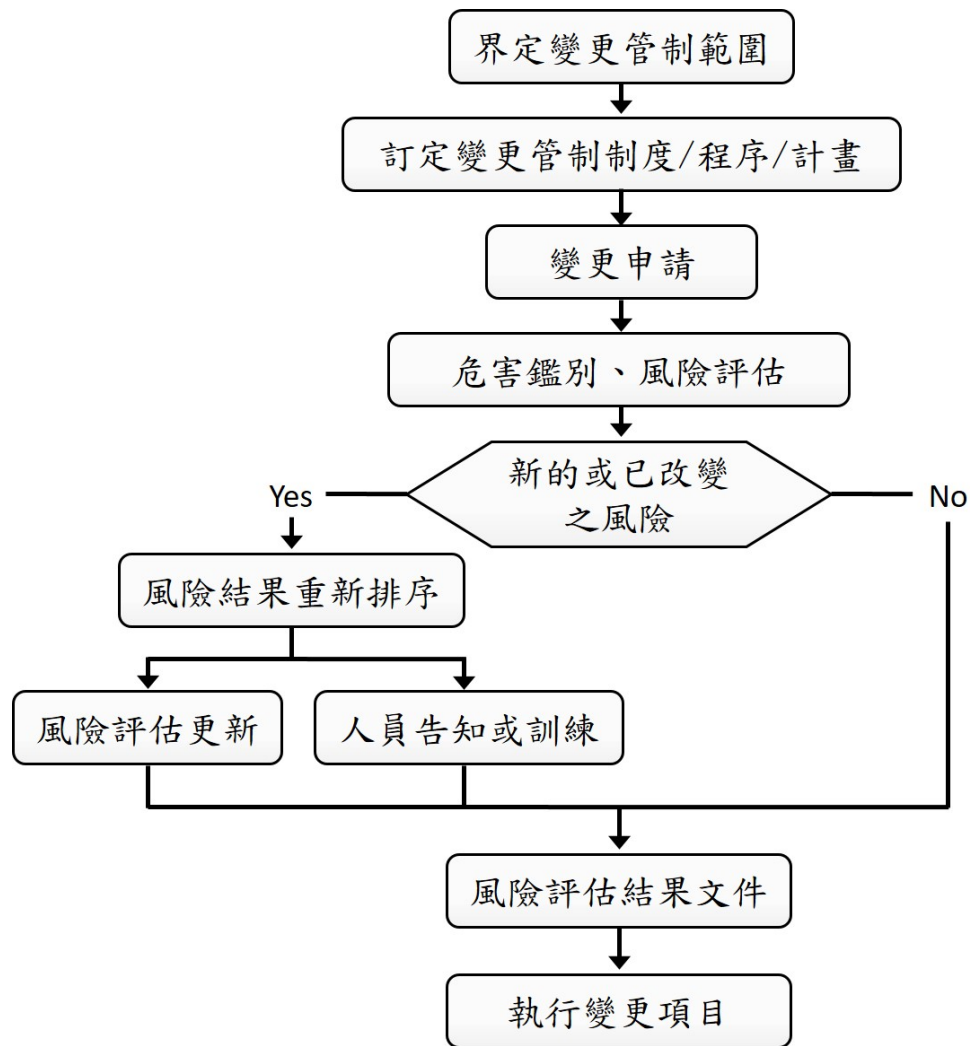 界定變更管制範圍
訂定變更管制制度/程序/計畫
變更申請
危害鑑別、風險評估
新的或已改變
之風險
Yes
No
風險結果重新排序
風險評估更新
人員告知或訓練
風險評估結果文件
執行變更項目